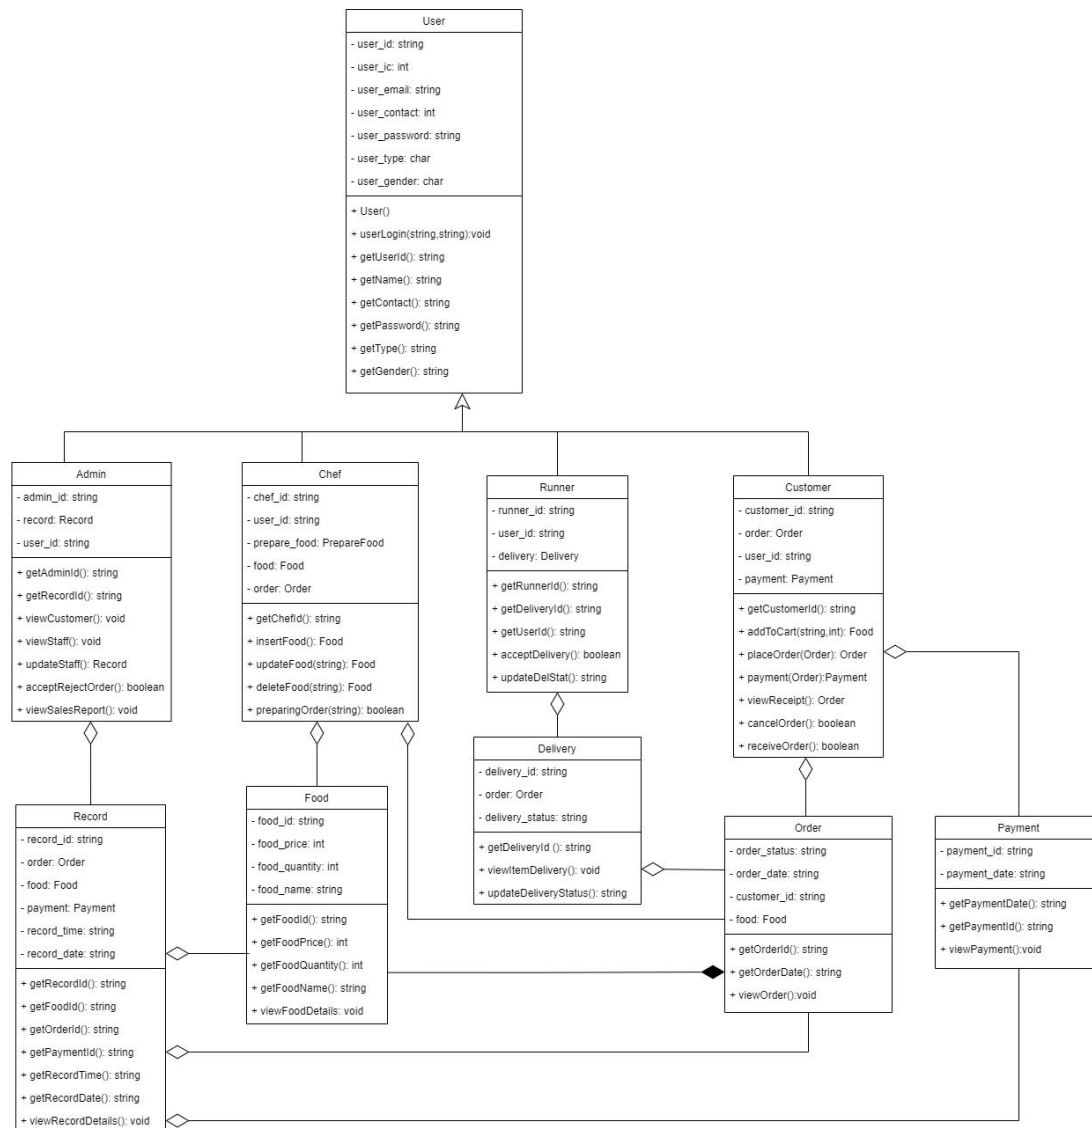 User
- user_id: string
- user_ic: int
- user_email: string
- user_contact: int
- user_password: string
- user_type: char
- user_gender: char
+ User()
+ userLogin(string,string):void
+ getUserId(): string
+ getName(): string
+ getContact(): string
+ getPassword(): string
+ getType(): string
+ getGender(): string
Admin
- admin_id: string
- record: Record
- user_id: string
+ getAdminId(): string
+ getRecordId(): string
+ viewCustomer(): void
+ viewStaff(): void
+ updateStaff(): Record
+ acceptRejectOrder(): boolean
+ viewSalesReport(): void
Chef
- chef_id: string
- user_id: string
- prepare_food: PrepareFood
- food: Food
- order: Order
+ getChefId(): string
+ insertFood(): Food
+ updateFood(string): Food
+ deleteFood(string): Food
+ preparingOrder(string): boolean
Runner
- runner_id: string
- user_id: string
- delivery: Delivery
+ getRunnerId(): string
+ getDeliveryId(): string
+ getUserId(): string
+ acceptDelivery(): boolean
+ updateDelStat(): string
Customer
- customer_id: string
- order: Order
- user_id: string
- payment: Payment
+ getCustomerId(): string
+ addToCart(string,int): Food
+ placeOrder(Order): Order
+ payment(Order):Payment
+ viewReceipt(): Order
+ cancelOrder(): boolean
+ receiveOrder(): boolean
Record
- record_id: string
- order: Order
- food: Food
- payment: Payment
- record_time: string
- record_date: string
+ getRecordId(): string
+ getFoodId(): string
+ getOrderId(): string
+ getPaymentId(): string
+ getRecordTime(): string
+ getRecordDate(): string
+ viewRecordDetails(): void
Food
- food_id: string
- food_price: int
- food_quantity: int
- food_name: string
+ getFoodId(): string
+ getFoodPrice(): int
+ getFoodQuantity(): int
+ getFoodName(): string
+ viewFoodDetails: void
Delivery
- delivery_id: string
- order: Order
- delivery_status: string
+ getDeliveryId (): string
+ viewItemDelivery(): void
+ updateDeliveryStatus(): string
Order
- order_status: string
- order_date: string
- customer_id: string
- food: Food
+ getOrderId(): string
+ getOrderDate(): string
+ viewOrder():void
Payment
- payment_id: string
- payment_date: string
+ getPaymentDate(): string
+ getPaymentId(): string
+ viewPayment():void